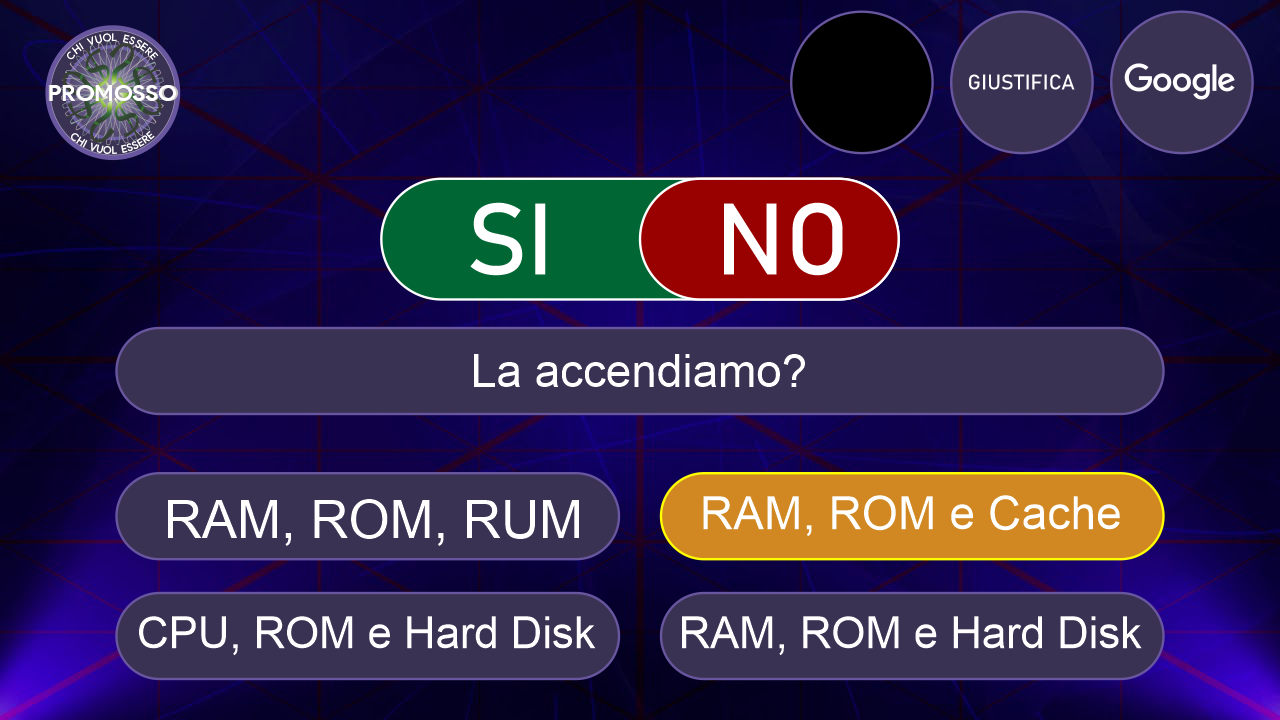 CHI VUOL ESSERE
PROMOSSO
CHI VUOL ESSERE
GIUSTIFICA
Google
SI NO
La accendiamo?
RAM, ROM, RUM
RAM, ROM e Cache
CPU, ROM e Hard Disk
RAM, ROM e Hard Disk